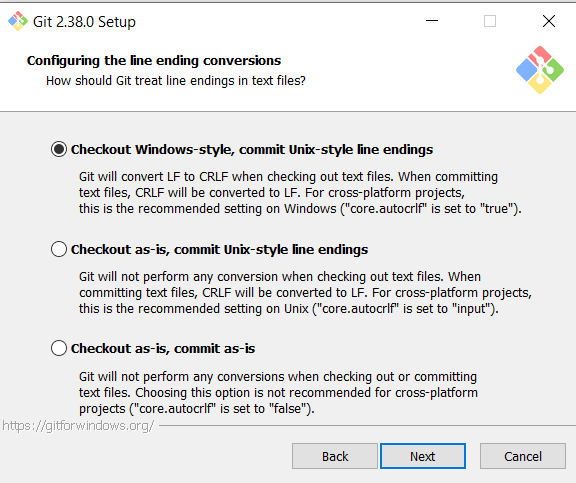 Git 2.38.0 Setup
Configuring the line ending conversions
How should Git treat line endings in text files?
Checkout Windows-style, commit Unix-style line endings
Git will convert LF to CRLF when checking out text files. When committing
text files, CRLF will be converted to LF. For cross-platform projects,
this is the recommended setting on Windows ("core.autocrlf" is set to "true").
Checkout as-is, commit Unix-style line endings
Git will not perform any conversion when checking out text files. When
committing text files, CRLF will be converted to LF. For cross-platform projects,
this is the recommended setting on Unix ("core.autocrlf" is set to "input").
Checkout as-is, commit as-is
Git will not perform any conversions when checking out or committing
text files. Choosing this option is not recommended for cross-platform
projects ("core.autocrlf" is set to "false").
https://gitforwindows.org/
Back
Next
Cancel